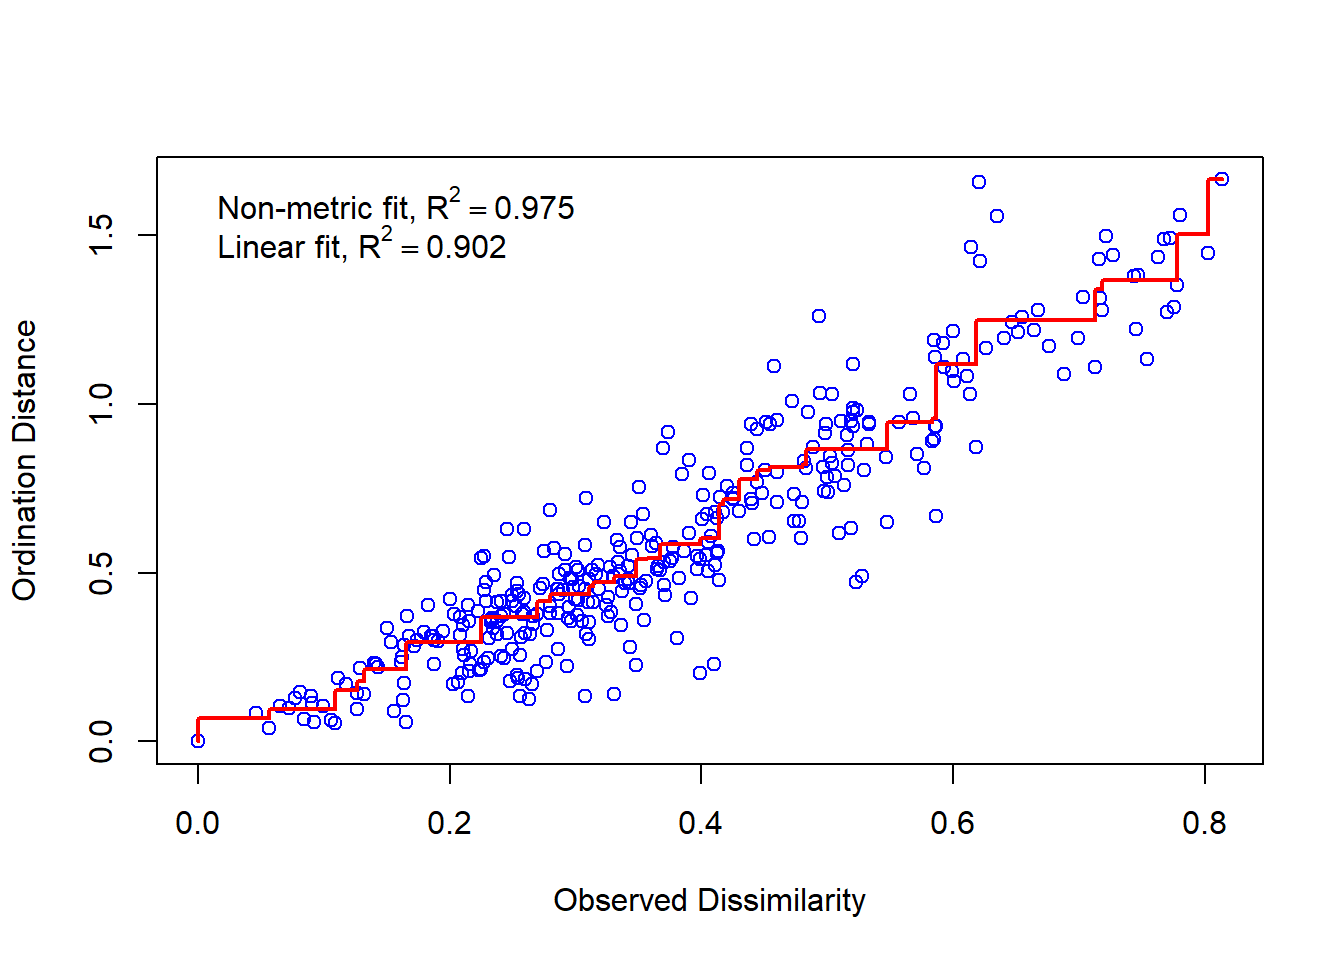 Non-metric fit, R² = 0.975
Linear fit, R² = 0.902
Ordination Distance
0.0
0.5
1.0
1.5
0.0 0.2 0.4 0.6 0.8
Observed Dissimilarity